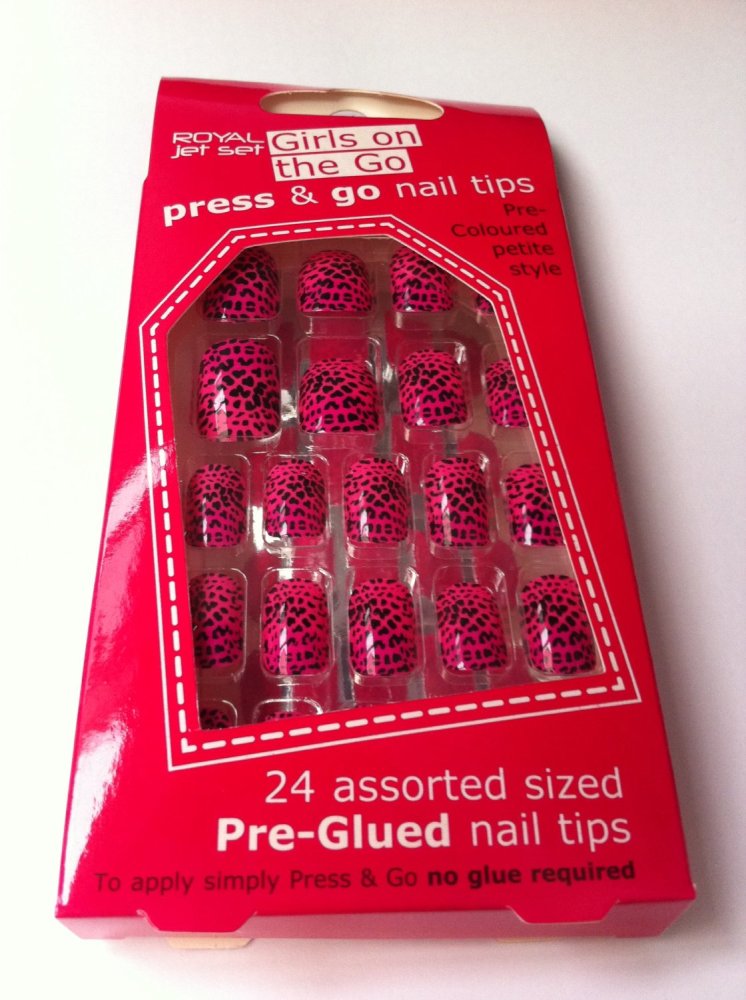 ROYAL
jet set
Girls on
the Go
press & go nail tips
Pre-
Coloured
petite
style
24 assorted sized
Pre-Glued nail tips
To apply simply Press & Go no glue required